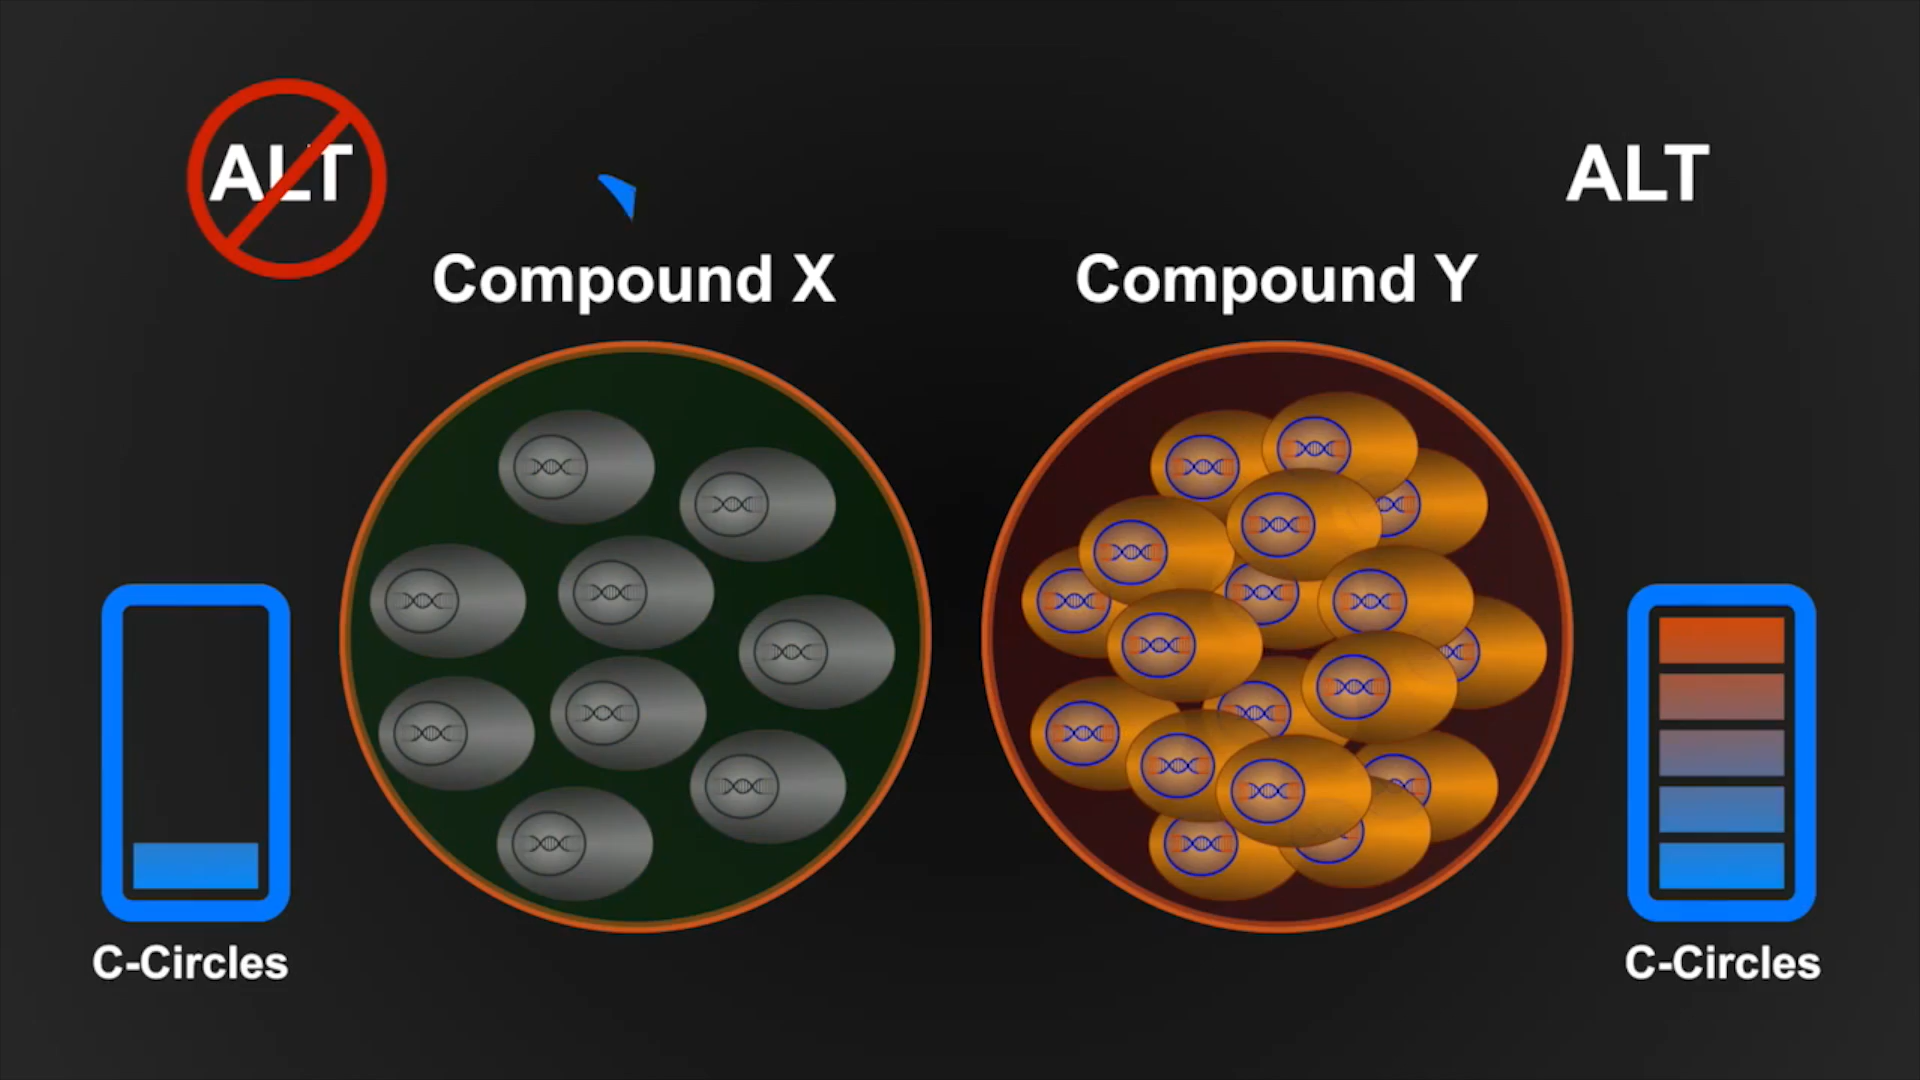 ALT
ALT
Compound X
Compound Y
C-Circles
C-Circles